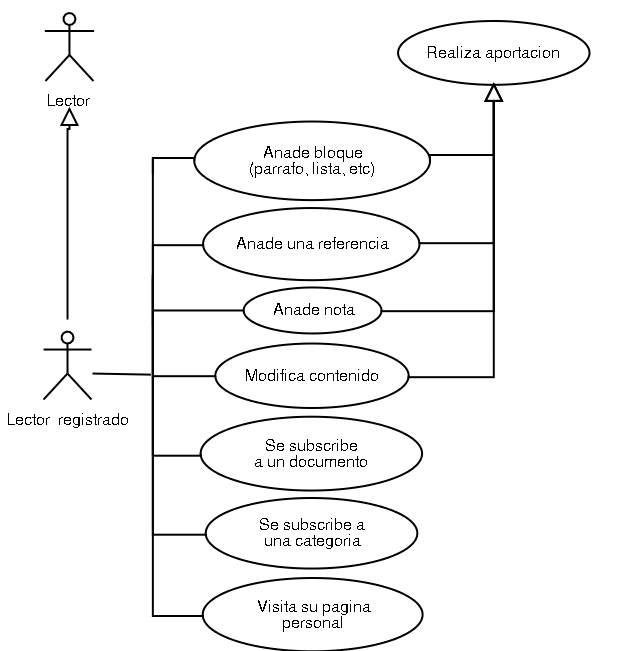 Realiza aportacion
Lector
Anade bloque
(parrafo, lista, etc)
Anade una referencia
Anade nota
Modifica contenido
Lector registrado
Se subscribe
a un documento
Se subscribe a
una categoria
Visita su pagina
personal